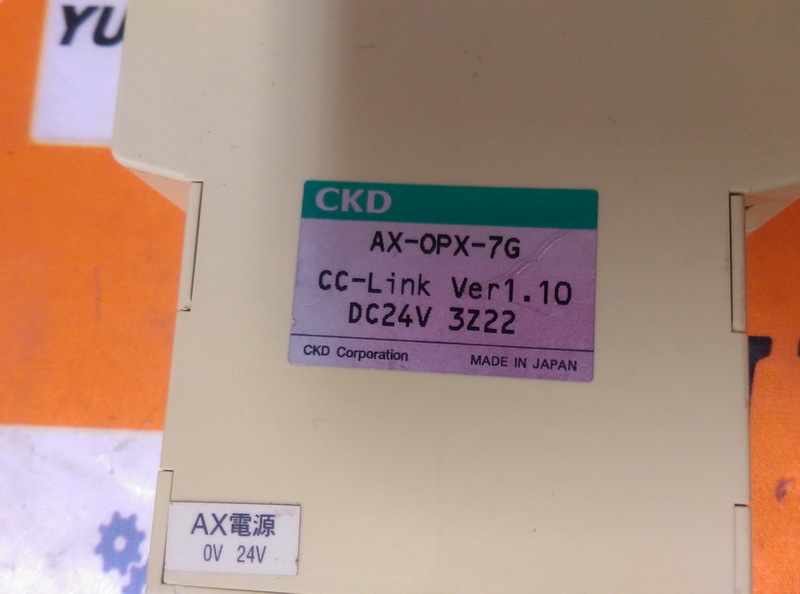 YU
CKD
AX-OPX-7G
CC-Link Ver1.10
DC24V 3Z22
CKD Corporation MADE IN JAPAN
AX電源
0V 24V